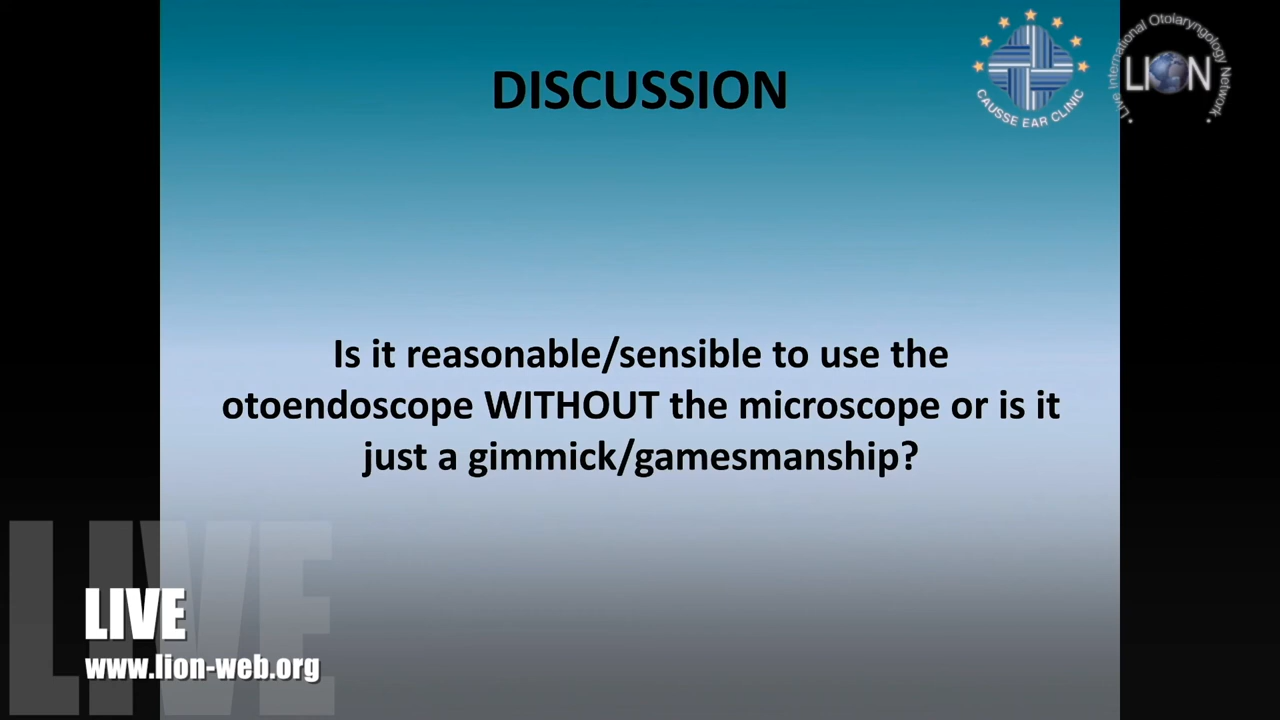 DISCUSSION
CAUSSE EAR CLINIC
Live International Otolaryngology Network
LION
Is it reasonable/sensible to use the
otoendoscope WITHOUT the microscope or is it
just a gimmick/gamesmanship?
LIVE
LIVE
www.lion-web.org